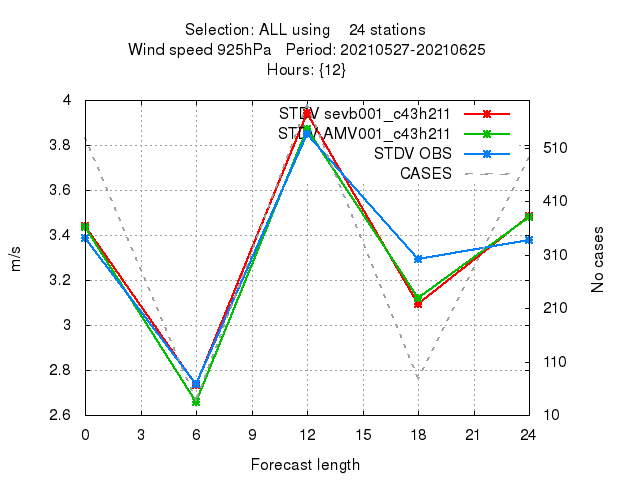 Selection: ALL using 24 stations
Wind speed 925hPa Period: 20210527-20210625
Hours: {12}
STDV sevb001_c43h211
STDV AMV001_c43h211
STDV OBS
CASES
4
3.8
3.6
3.4
3.2
3
2.8
2.6
m/s
510
410
310
210
110
10
No cases
0 3 6 9 12 15 18 21 24
Forecast length